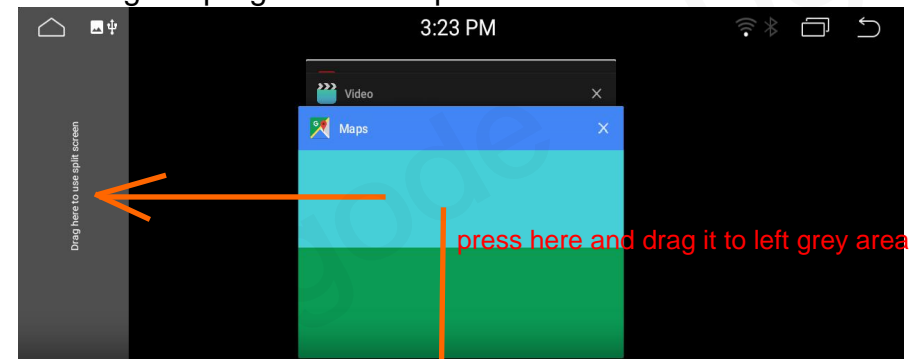 3:23 PM
Video
Maps
Drag here to use split screen
press here and drag it to left grey area
gode